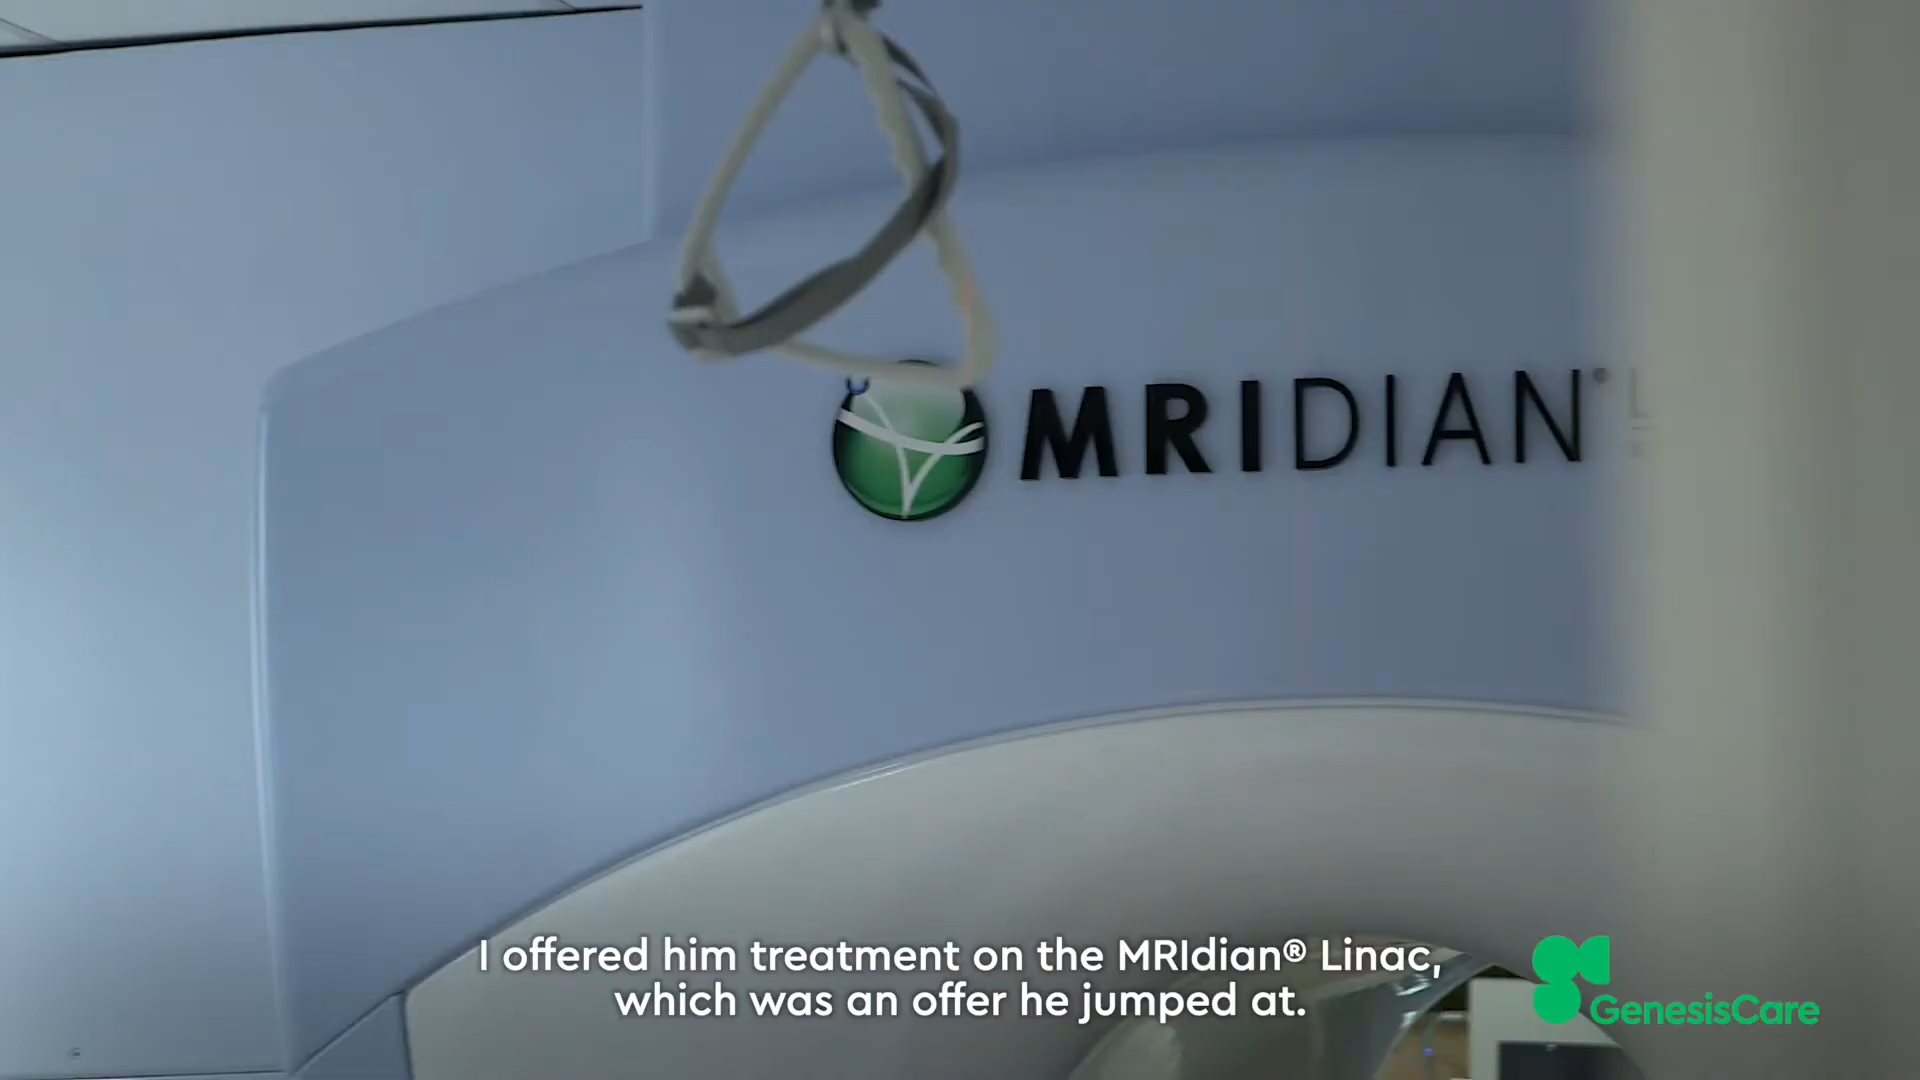 MRIDIAN®
I offered him treatment on the MRIdian® Linac,
which was an offer he jumped at.
GenesisCare